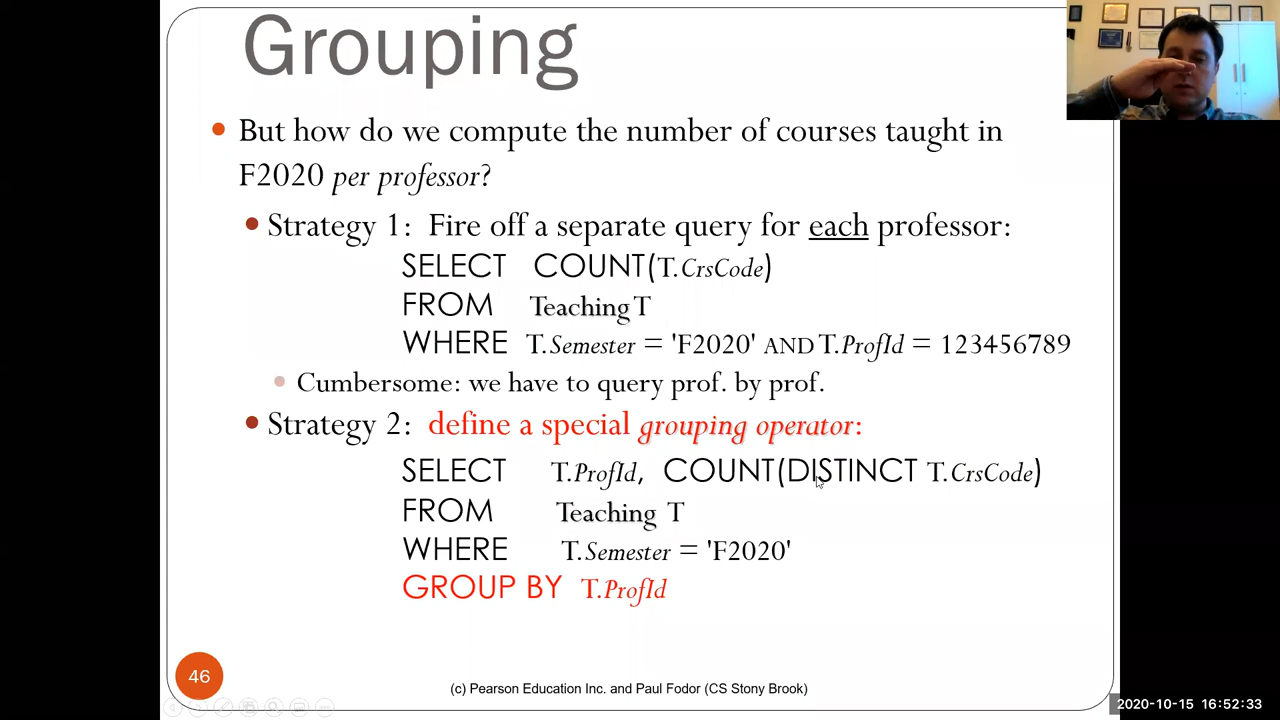 Grouping
But how do we compute the number of courses taught in
F2020 per professor?
Strategy 1: Fire off a separate query for each professor:
SELECT COUNT(T.CrsCode)
FROM Teaching T
WHERE T.Semester = 'F2020' AND T.ProfId = 123456789
Cumbersome: we have to query prof. by prof.
Strategy 2: define a special grouping operator:
SELECT T.ProfId, COUNT(DISTINCT T.CrsCode)
FROM Teaching T
WHERE T.Semester = 'F2020'
GROUP BY T.ProfId
46
(c) Pearson Education Inc. and Paul Fodor (CS Stony Brook)
2020-10-15 16:52:33